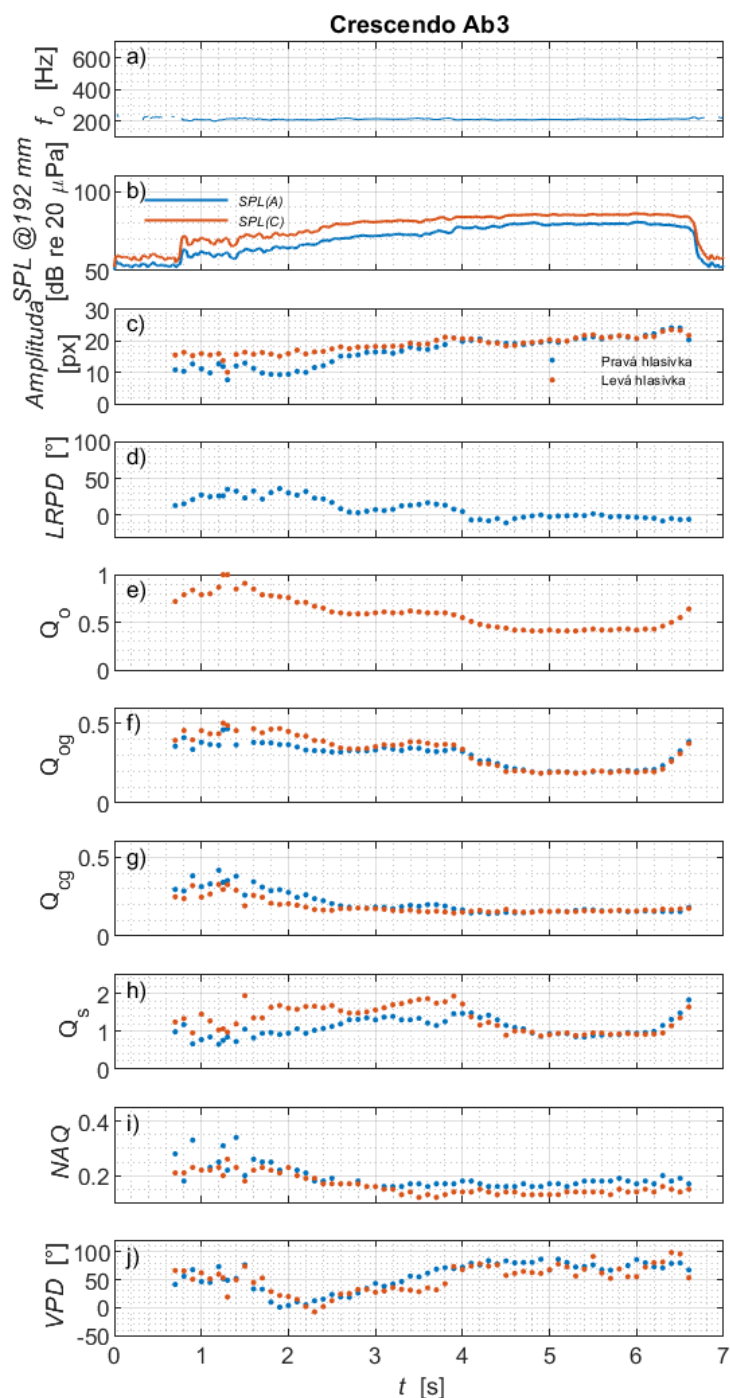 Crescendo Ab3
a)
f_o [Hz]
600
400
200
b)
SPL @192 mm
[dB re 20 μPa]
100
50
SPL(A)
SPL(C)
c)
Amplituda
[px]
30
20
10
0
Pravá hlasivka
Levá hlasivka
d)
LRPD [°]
100
50
0
e)
Q_o
1
0.5
0
f)
Q_og
0.5
0
g)
Q_cg
0.5
0
h)
Q_s
2
1
0
i)
NAQ
0.4
0.2
j)
VPD [°]
100
50
0
-50
0 1 2 3 4 5 6 7
t [s]